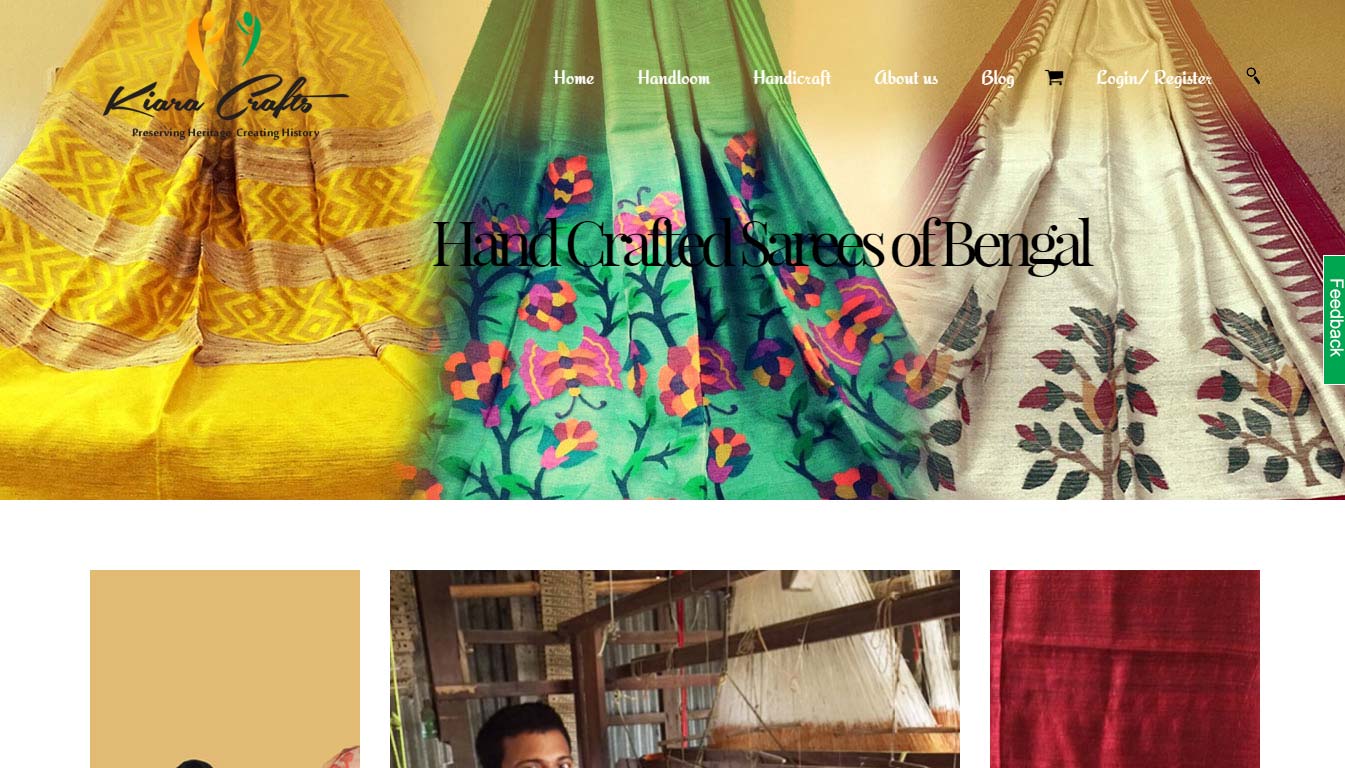 Kiara Crafts
Preserving Heritage Creating History
Home
Handloom
Handicraft
About us
Blog
Login/ Register
Hand Crafted Sarees of Bengal
Feedback